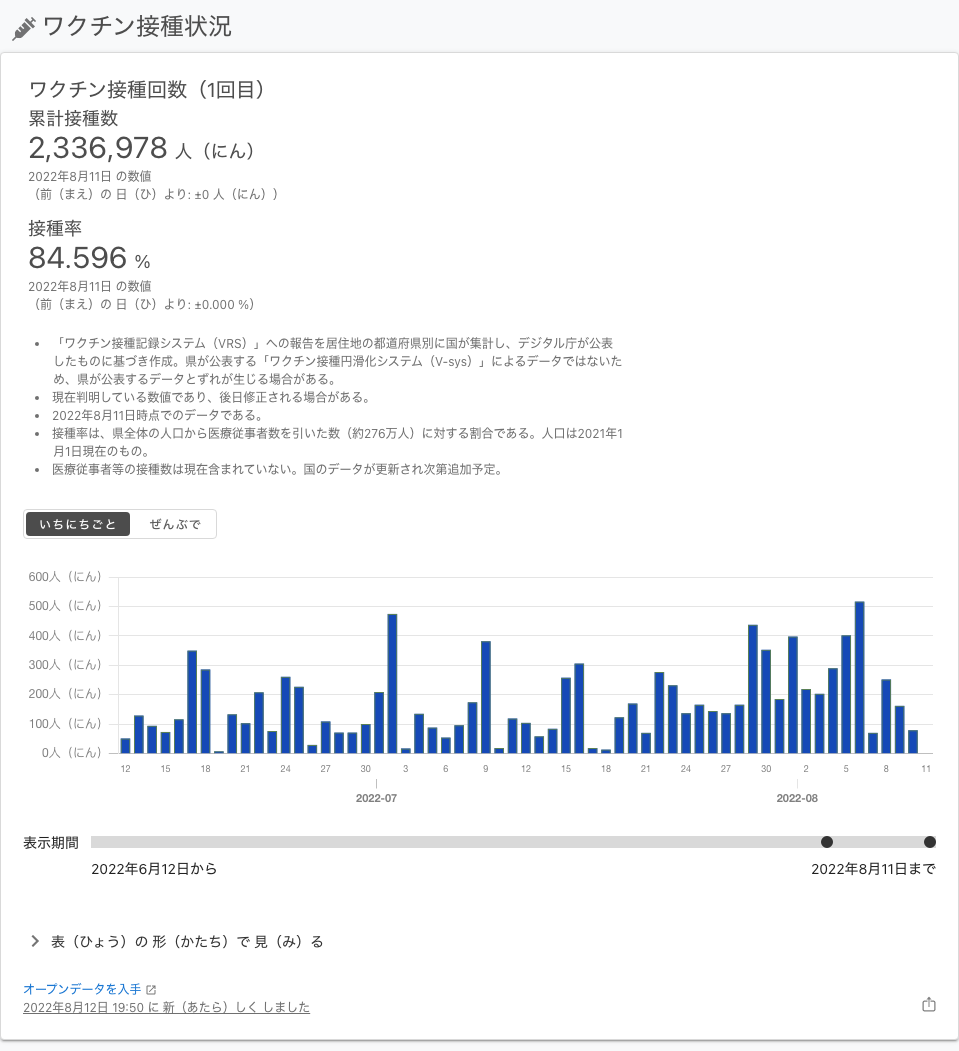 ワクチン接種状況
ワクチン接種回数（1回目）
累計接種数
2,336,978 人（にん）
2022年8月11日 の数値
（前（まえ）の 日（ひ）より: ±0 人（にん））
接種率
84.596 %
2022年8月11日 の数値
（前（まえ）の 日（ひ）より: ±0.000 %）
• 「ワクチン接種記録システム（VRS）」への報告を居住地の都道府県別に国が集計し、デジタル庁が公表
したものに基づき作成。県が公表する「ワクチン接種円滑化システム（V-sys）」によるデータではないた
め、県が公表するデータとずれが生じる場合がある。
• 現在判明している数値であり、後日修正される場合がある。
• 2022年8月11日時点でのデータである。
• 接種率は、県全体の人口から医療従事者数を引いた数（約276万人）に対する割合である。人口は2021年1
月1日現在のもの。
• 医療従事者等の接種数は現在含まれていない。国のデータが更新され次第追加予定。
いちにちごと ぜんぶで
600人（にん）
500人（にん）
400人（にん）
300人（にん）
200人（にん）
100人（にん）
0人（にん）
12 15 18 21 24 27 30 3 6 9 12 15 18 21 24 27 30 2 5 8 11
2022-07 2022-08
表示期間
2022年6月12日から 2022年8月11日まで
表（ひょう）の 形（かたち）で 見（み）る
オープンデータを入手
2022年8月12日 19:50 に 新（あたら）しく しました